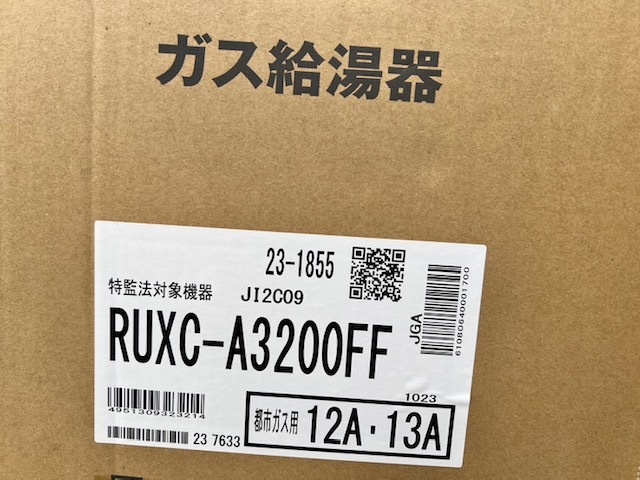 ガス給湯器
23-1855
特監法対象機器 JI2C09
RUXC-A3200FF
JGA
61080640001700
1023
4951309323214
都市ガス用 12A・13A
23 7633